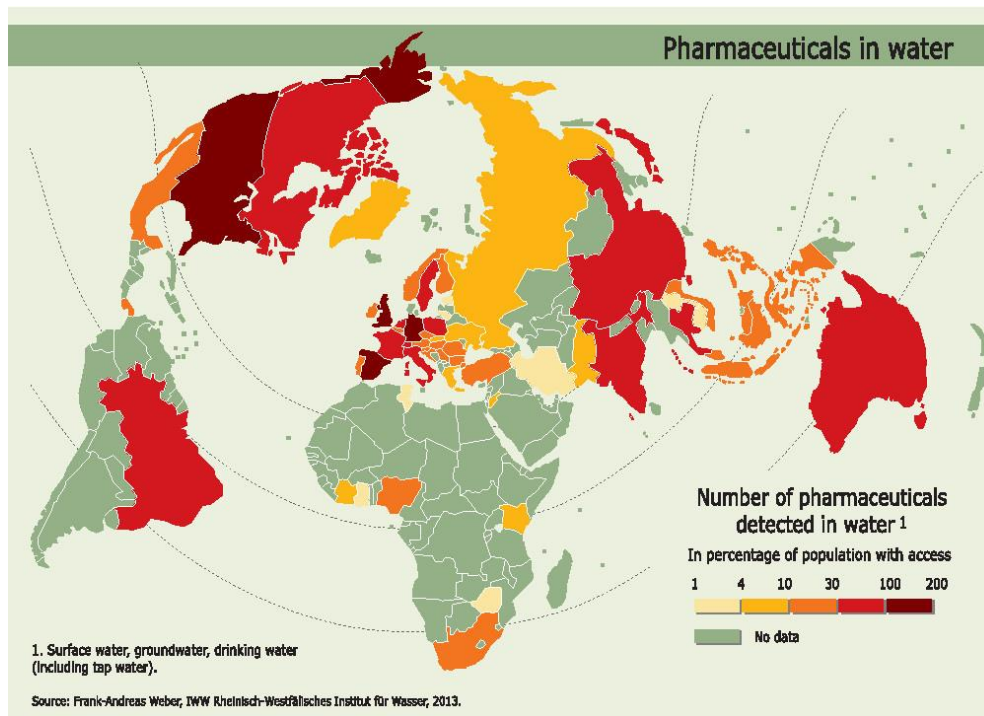 Pharmaceuticals in water
Number of pharmaceuticals
detected in water 1
In percentage of population with access
1 4 10 30 100 200
No data
1. Surface water, groundwater, drinking water
(including tap water).
Source: Frank-Andreas Weber, IWW Rheinisch-Westfälisches Institut für Wasser, 2013.